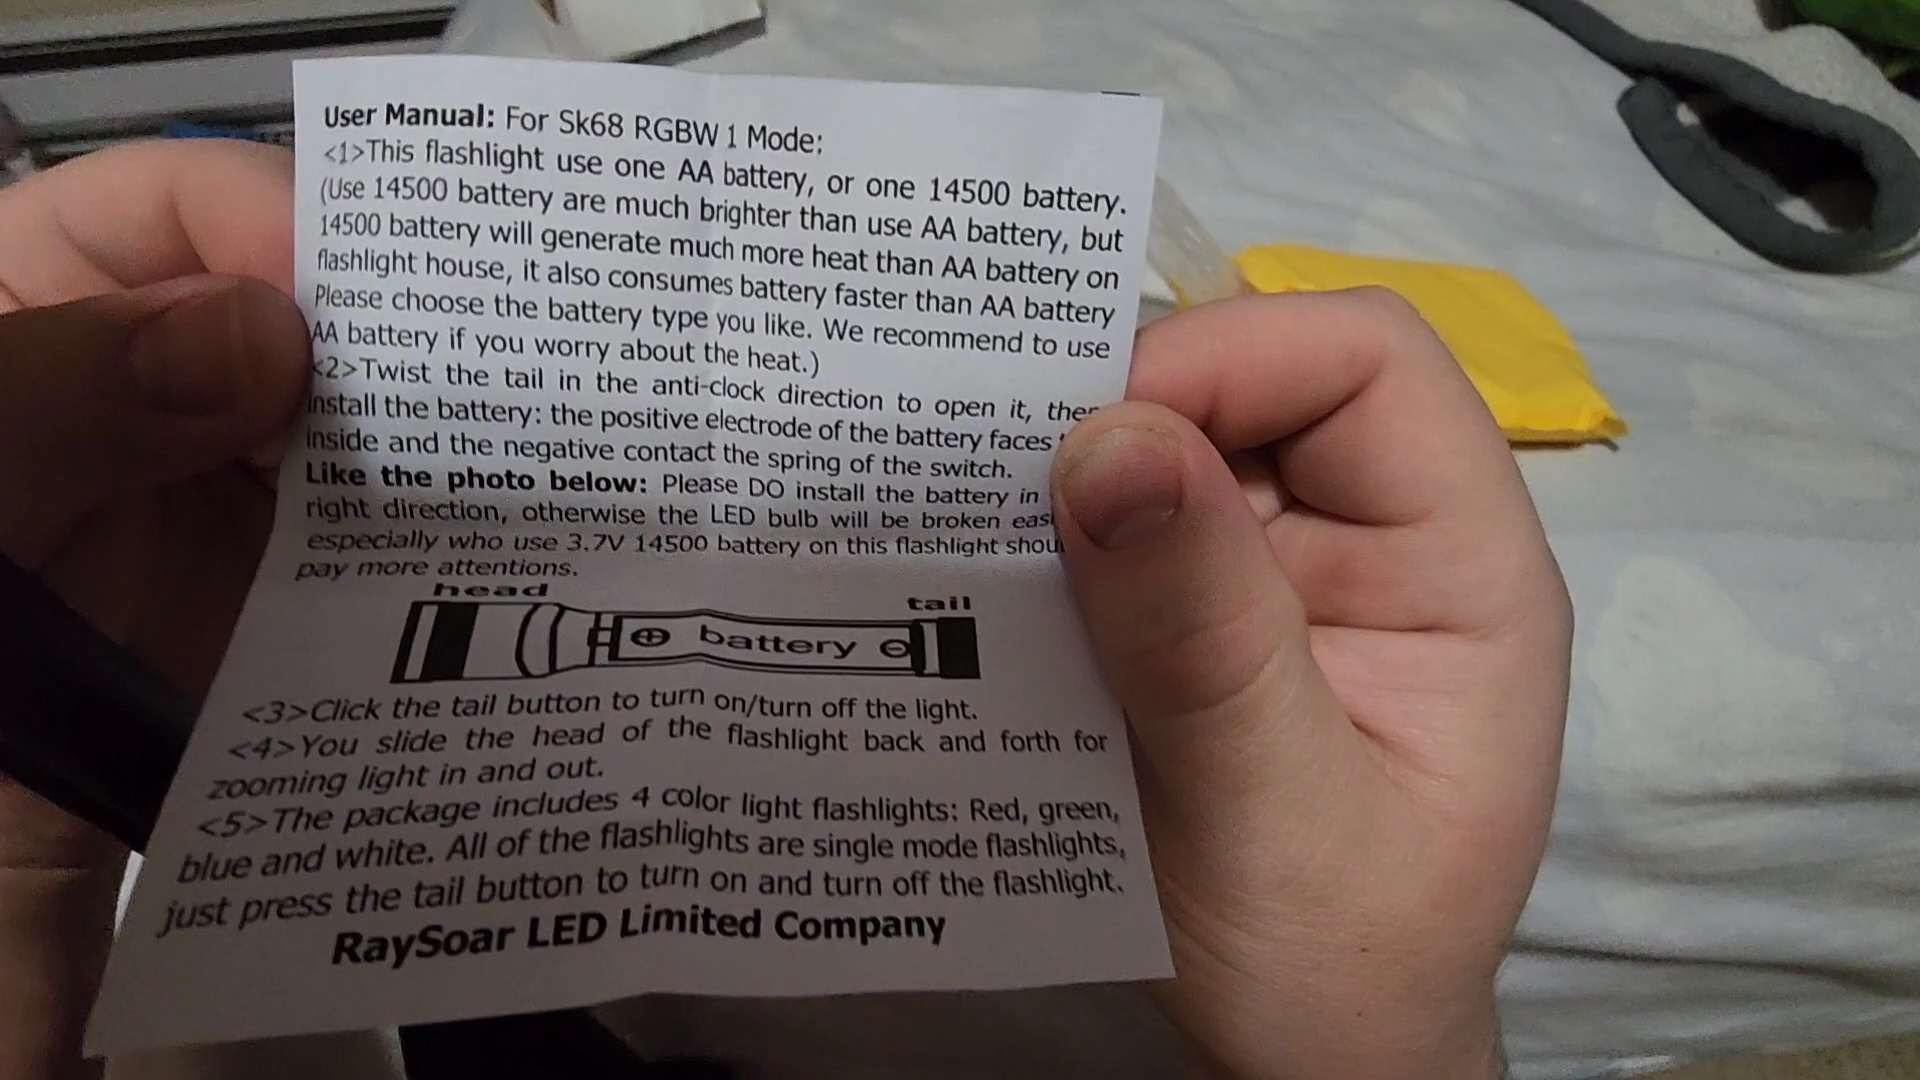 User Manual: For Sk68 RGBW 1 Mode:
<1>This flashlight use one AA battery, or one 14500 battery.
(Use 14500 battery are much brighter than use AA battery, but
14500 battery will generate much more heat than AA battery on
flashlight house, it also consumes battery faster than AA battery
Please choose the battery type you like. We recommend to use
AA battery if you worry about the heat.)
<2>Twist the tail in the anti-clock direction to open it, then
install the battery: the positive electrode of the battery faces
inside and the negative contact the spring of the switch.
Like the photo below: Please DO install the battery in
right direction, otherwise the LED bulb will be broken
especially who use 3.7V 14500 battery on this flashlight
pay more attentions.
head
tail
⊕ battery ⊖
<3>Click the tail button to turn on/turn off the light.
<4>You slide the head of the flashlight back and forth for
zooming light in and out.
<5>The package includes 4 color light flashlights: Red, green,
blue and white. All of the flashlights are single mode flashlights,
just press the tail button to turn on and turn off the flashlight.
RaySoar LED Limited Company